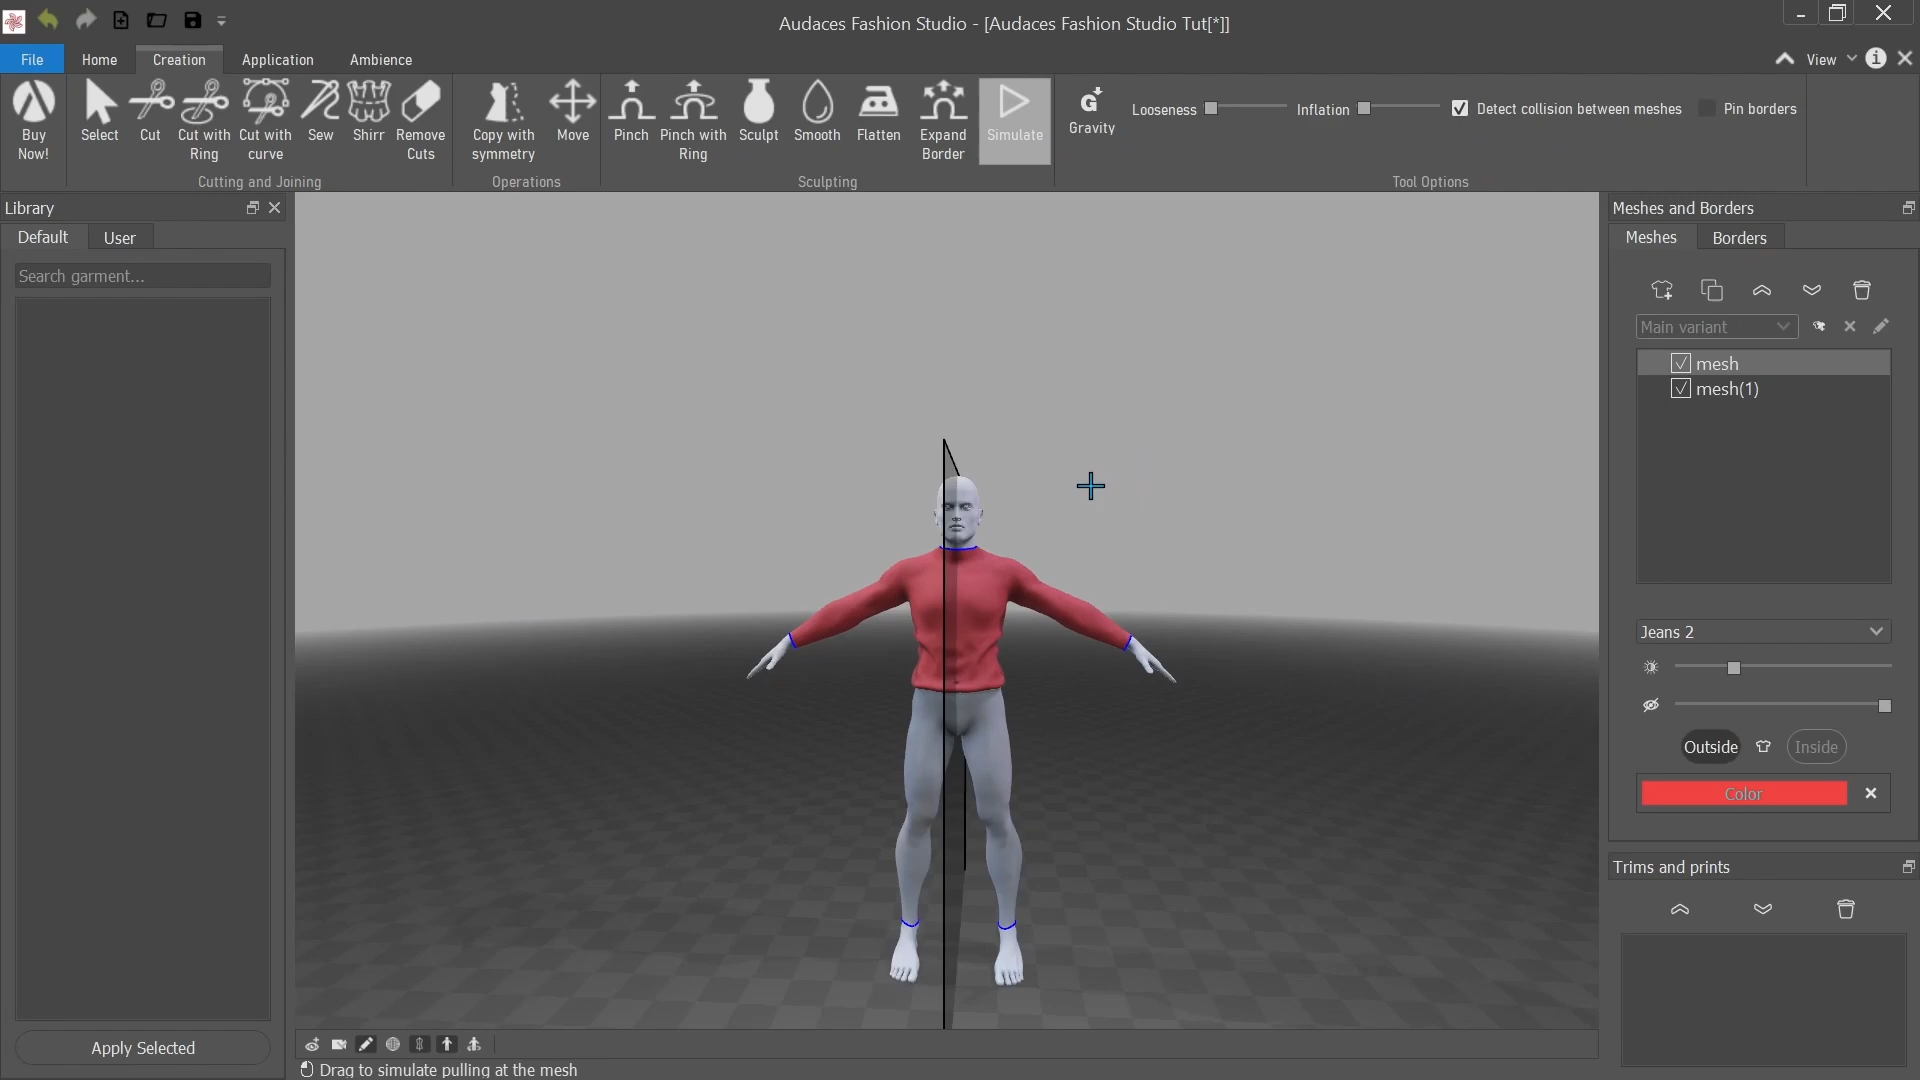 Audaces Fashion Studio - [Audaces Fashion Studio Tut[*]]
File Home Creation Application Ambience View
Buy Now!
Select
Cut
Cut with Ring
Cut with curve
Sew
Shirr
Remove Cuts
Copy with symmetry
Move
Pinch
Pinch with Ring
Sculpt
Smooth
Flatten
Expand Border
Simulate
Gravity
Looseness
Inflation
Detect collision between meshes
Pin borders
Cutting and Joining
Operations
Sculpting
Tool Options
Library
Default User
Search garment...
Apply Selected
Meshes and Borders
Meshes Borders
Main variant
mesh
mesh(1)
Jeans 2
Outside
Inside
Color
Trims and prints
Drag to simulate pulling at the mesh